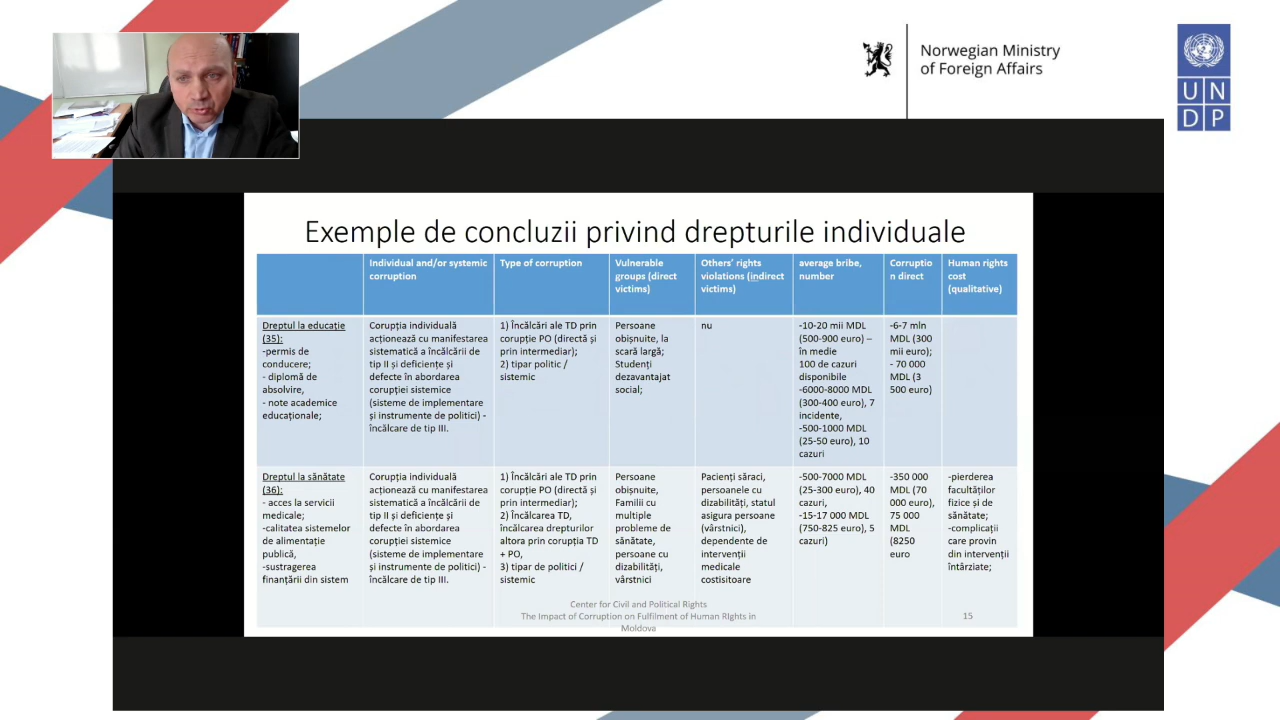 Norwegian Ministry
of Foreign Affairs
U N
D P
Exemple de concluzii privind drepturile individuale
Individual and/or systemic
corruption
Type of corruption
Vulnerable
groups (direct
victims)
Others' rights
violations (indirect
victims)
average bribe,
number
Corruptio
n direct
Human rights
cost
(qualitative)
Dreptul la educație
(35):
-permis de
conducere;
- diplomă de
absolvire,
- note academice
educaționale;
Corupția individuală
acționează cu manifestarea
sistematică a încălcării de
tip II și deficiențe și
defecte în abordarea
corupției sistemice
(sisteme de implementare
și instrumente de politici) -
încălcare de tip III.
1) Încălcări ale TD prin
corupție PO (directă și
prin intermediar);
2) tipar politic /
sistemic
Persoane
obișnuite, la
scară largă;
Studenți
dezavantajat
social;
nu
-10-20 mii MDL
(500-900 euro) –
în medie
100 de cazuri
disponibile
-6000-8000 MDL
(300-400 euro), 7
incidente,
-500-1000 MDL
(25-50 euro), 10
cazuri
-6-7 mln
MDL (300
mii euro);
- 70 000
MDL (3
500 euro)
Dreptul la sănătate
(36):
- acces la servicii
medicale;
-calitatea sistemelor
de alimentație
publică,
-sustragerea
finanțării din sistem
Corupția individuală
acționează cu manifestarea
sistematică a încălcării de
tip II și deficiențe și
defecte în abordarea
corupției sistemice
(sisteme de implementare
și instrumente de politici) -
încălcare de tip III.
1) Încălcări ale TD prin
corupție PO (directă și
prin intermediar);
2) Încălcarea TD,
încălcarea drepturilor
altora prin corupția TD
+ PO,
3) tipar de politici /
sistemic
Persoane
obișnuite,
Familii cu
multiple
probleme de
sănătate,
persoane cu
dizabilități,
vârstnici
Pacienți săraci,
persoanele cu
dizabilități, statul
asigura persoane
(vârstnici),
dependente de
intervenții
medicale
costisitoare
-500-7000 MDL
(25-300 euro), 40
cazuri,
-15-17 000 MDL
(750-825 euro), 5
cazuri)
-350 000
MDL (70
000 euro),
75 000
MDL
(8250
euro
-pierderea
facultăților
fizice și de
sănătate;
-complicații
care provin
din intervenții
întârziate;
Center for Civil and Political Rights
The Impact of Corruption on Fulfilment of Human RIghts in
Moldova
15